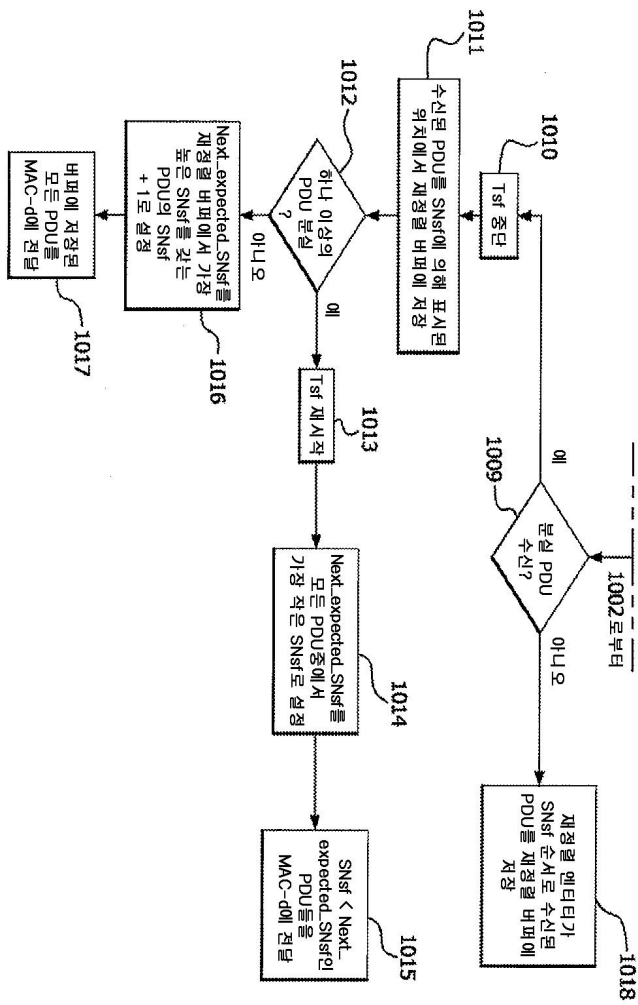 1002로부터
분실 PDU
수신?
1009
예
아니오
재정렬 엔티티가
SNsf 순서로 수신된
PDU를 재정렬 버퍼에
저장
1018
1010
Tsf 중단
1011
수신된 PDU를 SNsf에 의해 표시된
위치에서 재정렬 버퍼에 저장
1012
하나 이상의
PDU 분실
?
예
아니오
Tsf 재시작
1013
Next_expected_SNsf를
모든 PDU중에서
가장 작은 SNsf로 설정
1014
SNsf < Next_
expected_SNsf인
PDU들을
MAC-d에 전달
1015
Next_expected_SNsf를
재정렬 버퍼에서 가장
높은 SNsf를 갖는
PDU의 SNsf
+ 1로 설정
1016
버퍼에 저장된
모든 PDU를
MAC-d에 전달
1017